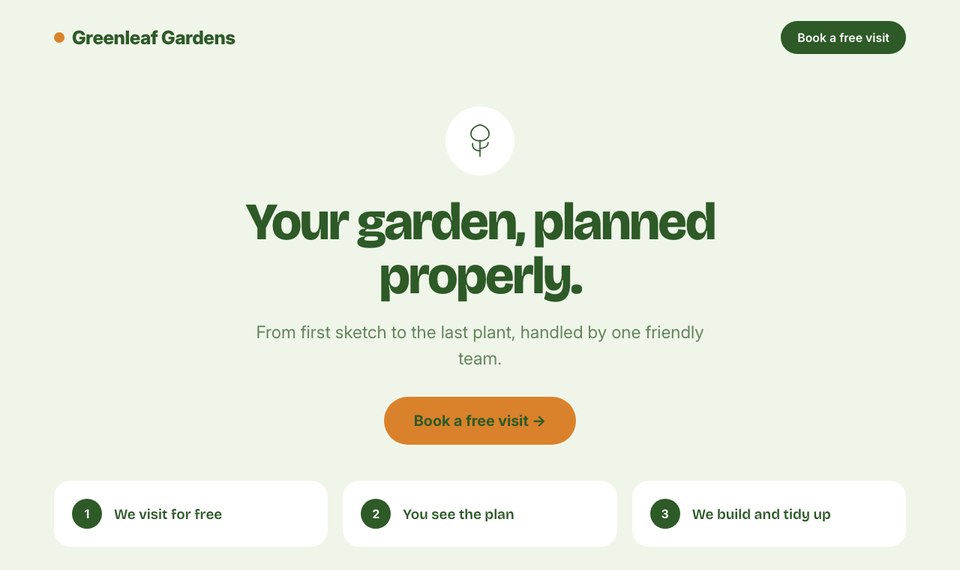 Greenleaf Gardens
Book a free visit
Your garden, planned
properly.
From first sketch to the last plant, handled by one friendly
team.
Book a free visit →
1 We visit for free
2 You see the plan
3 We build and tidy up